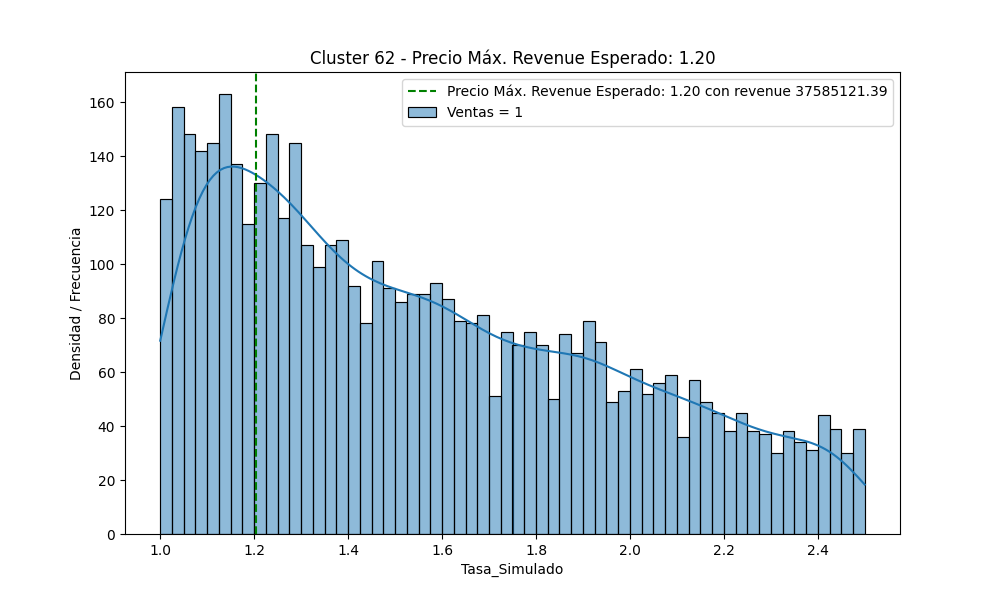 Cluster 62 - Precio Máx. Revenue Esperado: 1.20
Precio Máx. Revenue Esperado: 1.20 con revenue 37585121.39
Ventas = 1
Densidad / Frecuencia
160
140
120
100
80
60
40
20
0
1.0 1.2 1.4 1.6 1.8 2.0 2.2 2.4
Tasa_Simulado